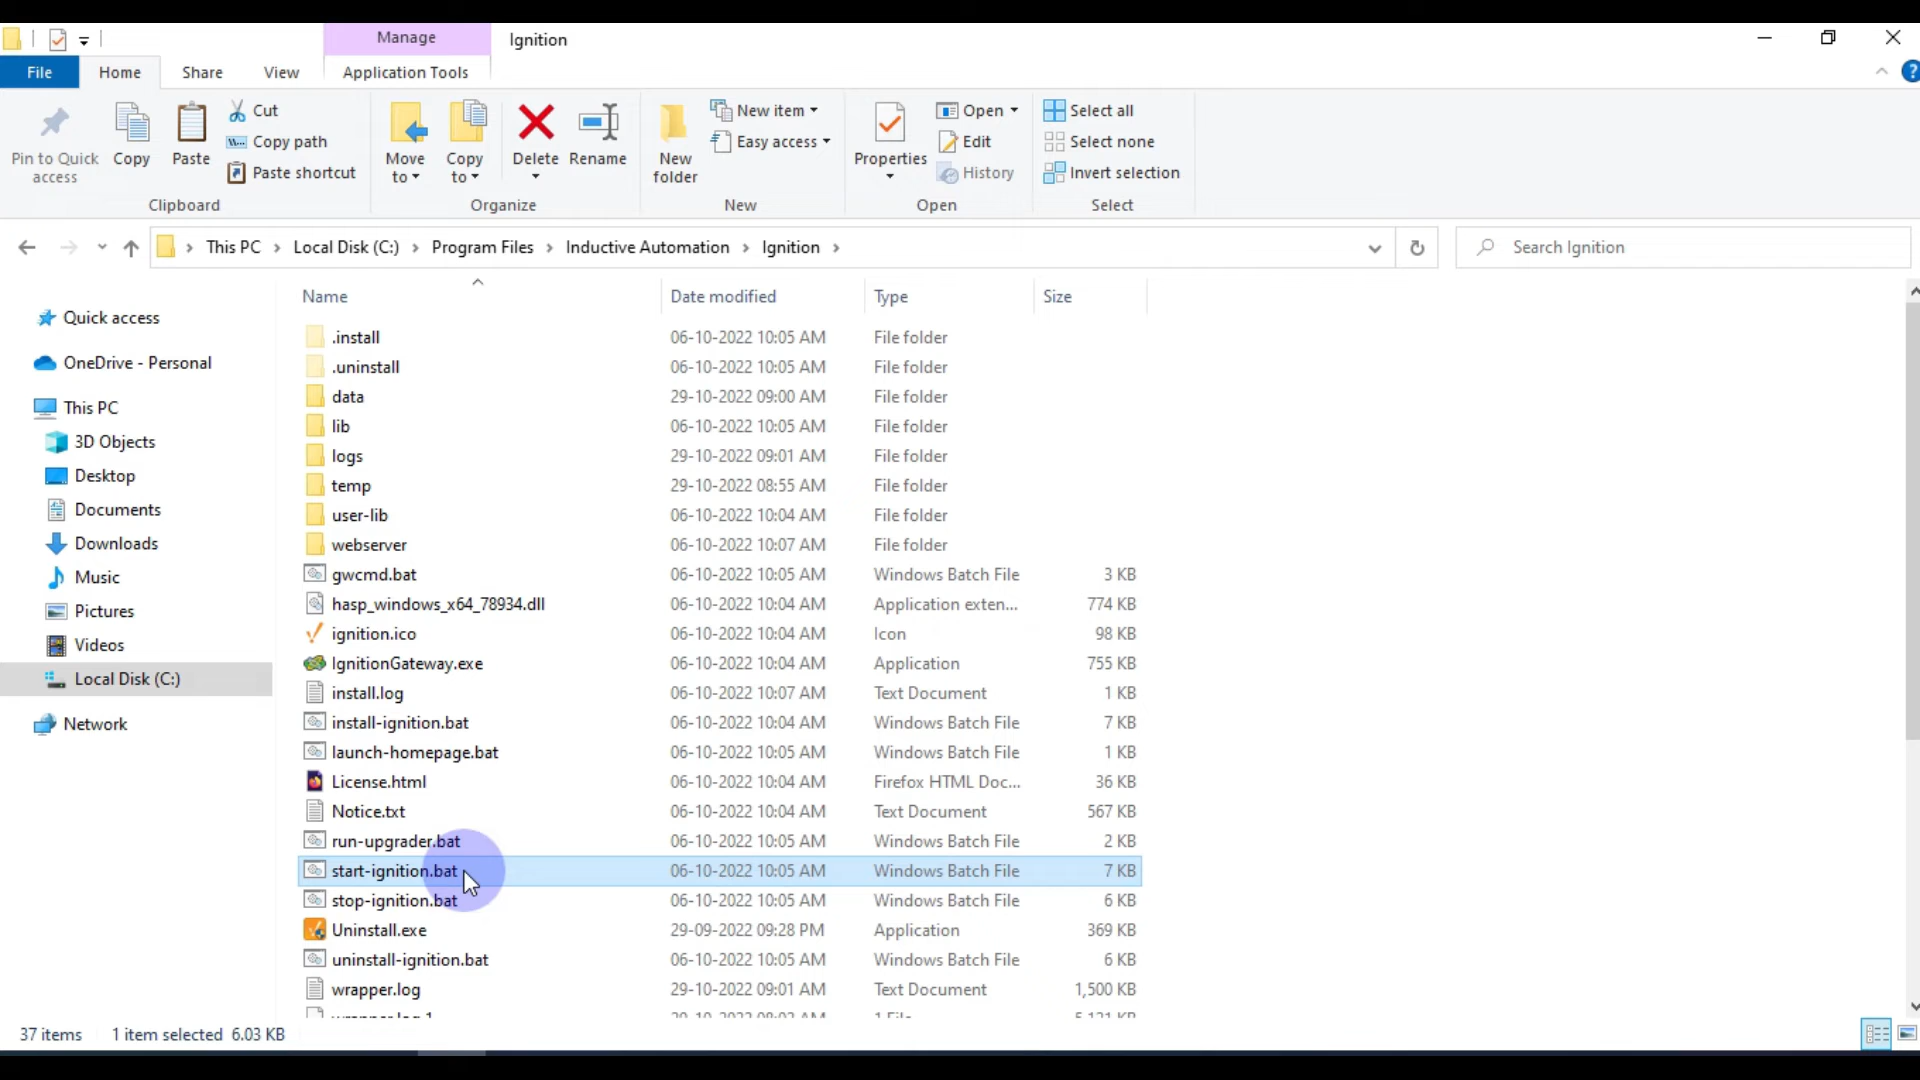 Manage
Ignition
File
Home
Share
View
Application Tools
Pin to Quick
access
Copy
Paste
Cut
Copy path
Paste shortcut
Clipboard
Move
to
Copy
to
Delete
Rename
Organize
New
folder
New item
Easy access
New
Properties
Open
Edit
History
Open
Select all
Select none
Invert selection
Select
This PC
Local Disk (C:)
Program Files
Inductive Automation
Ignition
Search Ignition
Quick access
OneDrive - Personal
This PC
3D Objects
Desktop
Documents
Downloads
Music
Pictures
Videos
Local Disk (C:)
Network
Name Date modified Type Size
.install 06-10-2022 10:05 AM File folder
.uninstall 06-10-2022 10:05 AM File folder
data 29-10-2022 09:00 AM File folder
lib 06-10-2022 10:05 AM File folder
logs 29-10-2022 09:01 AM File folder
temp 29-10-2022 08:55 AM File folder
user-lib 06-10-2022 10:04 AM File folder
webserver 06-10-2022 10:07 AM File folder
gwcmd.bat 06-10-2022 10:05 AM Windows Batch File 3 KB
hasp_windows_x64_78934.dll 06-10-2022 10:04 AM Application exten... 774 KB
ignition.ico 06-10-2022 10:04 AM Icon 98 KB
IgnitionGateway.exe 06-10-2022 10:04 AM Application 755 KB
install.log 06-10-2022 10:07 AM Text Document 1 KB
install-ignition.bat 06-10-2022 10:04 AM Windows Batch File 7 KB
launch-homepage.bat 06-10-2022 10:05 AM Windows Batch File 1 KB
License.html 06-10-2022 10:04 AM Firefox HTML Doc... 36 KB
Notice.txt 06-10-2022 10:04 AM Text Document 567 KB
run-upgrader.bat 06-10-2022 10:05 AM Windows Batch File 2 KB
start-ignition.bat 06-10-2022 10:05 AM Windows Batch File 7 KB
stop-ignition.bat 06-10-2022 10:05 AM Windows Batch File 6 KB
Uninstall.exe 29-09-2022 09:28 PM Application 369 KB
uninstall-ignition.bat 06-10-2022 10:05 AM Windows Batch File 6 KB
wrapper.log 29-10-2022 09:01 AM Text Document 1,500 KB
37 items 1 item selected 6.03 KB